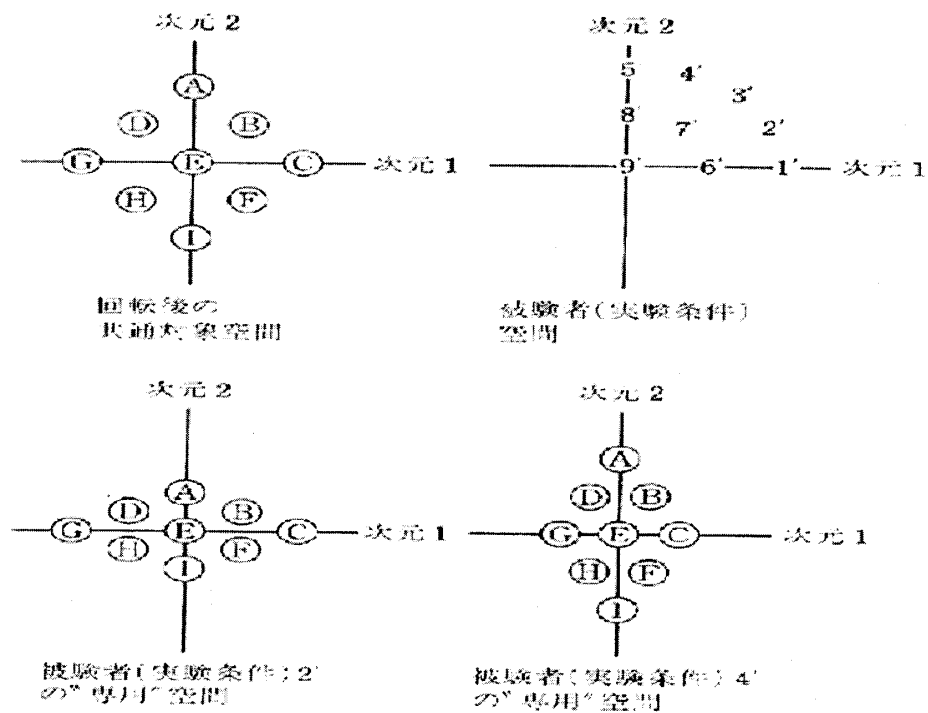 次元 2
A
D B
G E C 次元 1
H F
I
回転後の
共通対象空間
次元 2
5 4′
3′
8′ 7′ 2′
9′ 6′ 1′ 次元 1
被験者(実験条件)
空間
次元 2
A
D B
G E C 次元 1
H F
I
被験者(実験条件) 2′
の〝専用〞空間
次元 2
A
D B
G E C 次元 1
H F
I
被験者(実験条件) 4′
の〝専用〞空間